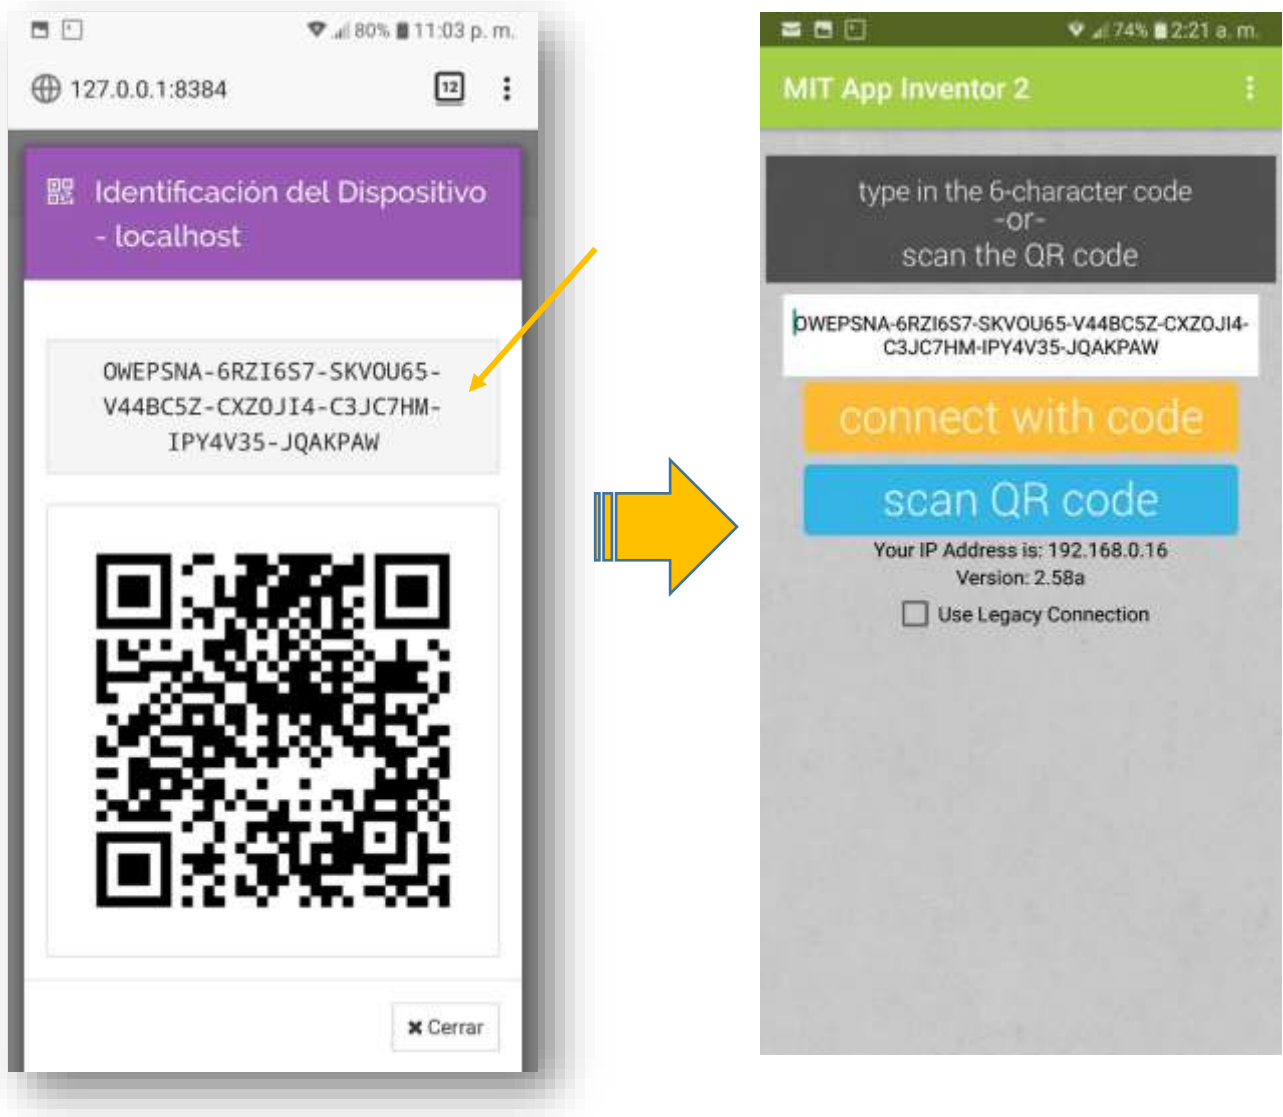 80% 11:03 p. m.
127.0.0.1:8384
12
Identificación del Dispositivo
- localhost
OWEPSNA-6RZI6S7-SKVOU65-
V44BC5Z-CXZOJI4-C3JC7HM-
IPY4V35-JQAKPAW
Cerrar
74% 2:21 a. m.
MIT App Inventor 2
type in the 6-character code
-or-
scan the QR code
OWEPSNA-6RZI6S7-SKVOU65-V44BC5Z-CXZOJI4-
C3JC7HM-IPY4V35-JQAKPAW
connect with code
scan QR code
Your IP Address is: 192.168.0.16
Version: 2.58a
Use Legacy Connection